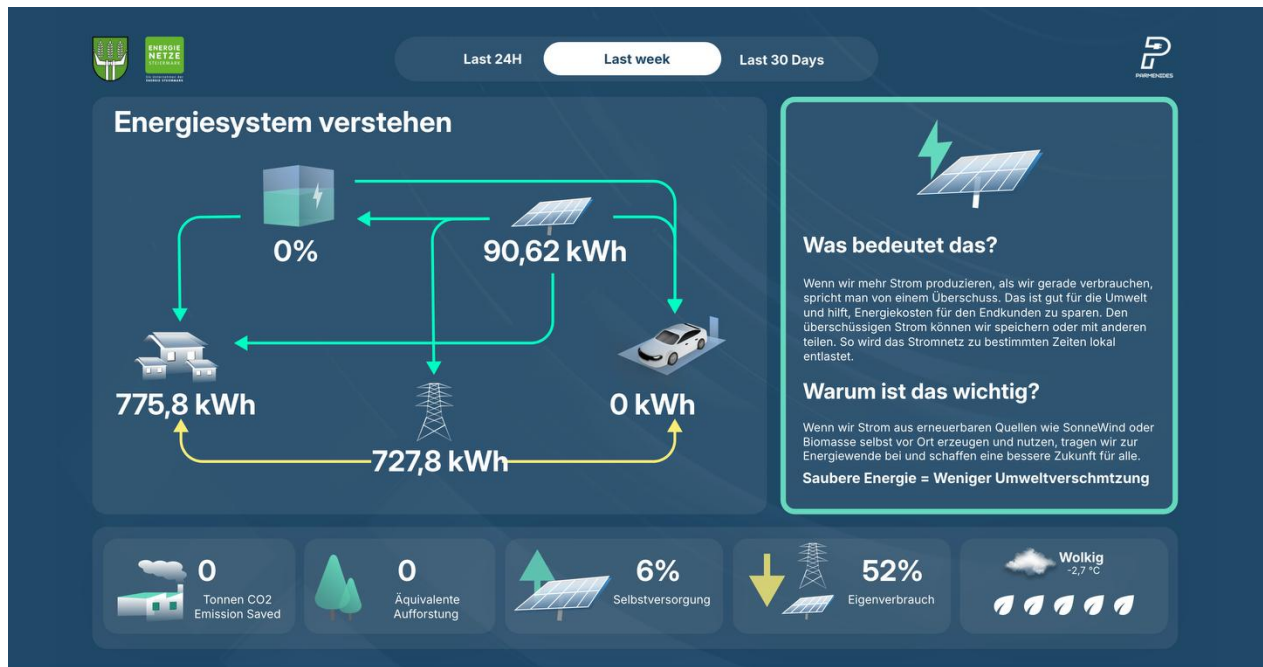 ENERGIE
NETZE
STEIERMARK
Last 24H
Last week
Last 30 Days
PARMENIDES
Energiesystem verstehen
0%
90,62 kWh
775,8 kWh
0 kWh
727,8 kWh
Was bedeutet das?
Wenn wir mehr Strom produzieren, als wir gerade verbrauchen,
spricht man von einem Überschuss. Das ist gut für die Umwelt
und hilft, Energiekosten für den Endkunden zu sparen. Den
überschüssigen Strom können wir speichern oder mit anderen
teilen. So wird das Stromnetz zu bestimmten Zeiten lokal
entlastet.
Warum ist das wichtig?
Wenn wir Strom aus erneuerbaren Quellen wie SonneWind oder
Biomasse selbst vor Ort erzeugen und nutzen, tragen wir zur
Energiewende bei und schaffen eine bessere Zukunft für alle.
Saubere Energie = Weniger Umweltverschmtzung
0
Tonnen CO2
Emission Saved
0
Äquivalente
Aufforstung
6%
Selbstversorgung
52%
Eigenverbrauch
Wolkig
-2,7 °C